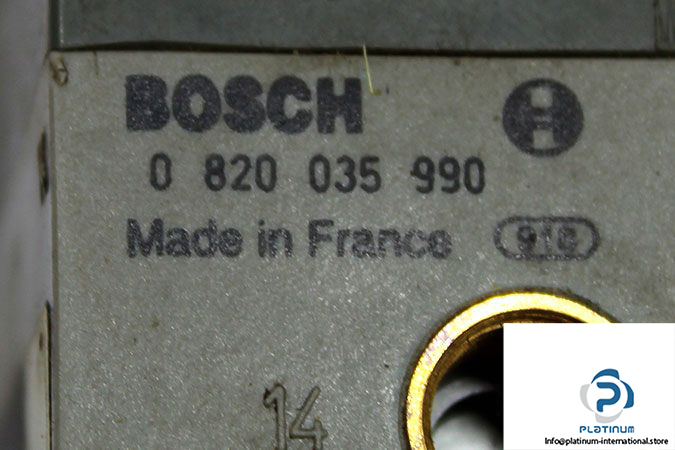 BOSCH
0 820 035 990
Made in France
14
PLATINUM
info@platinum-international.store